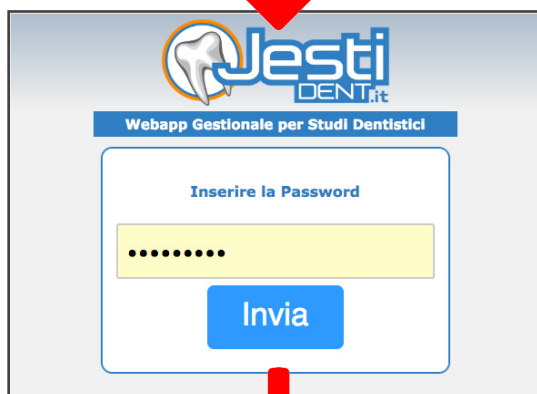 Jesti
DENT.it
Webapp Gestionale per Studi Dentistici
Inserire la Password
•••••••••
Invia